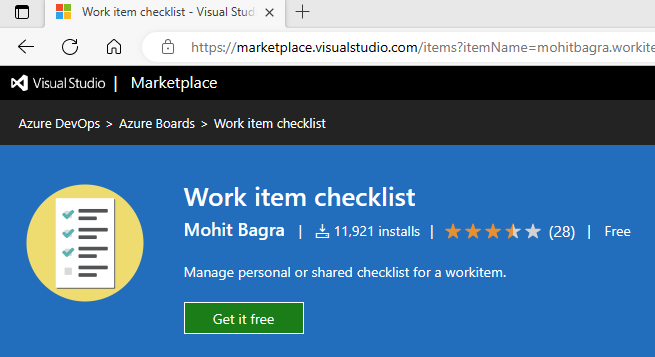 Work item checklist - Visual Stud
https://marketplace.visualstudio.com/items?itemName=mohitbagra.workite
Visual Studio | Marketplace
Azure DevOps > Azure Boards > Work item checklist
Work item checklist
Mohit Bagra | 11,921 installs | (28) | Free
Manage personal or shared checklist for a workitem.
Get it free